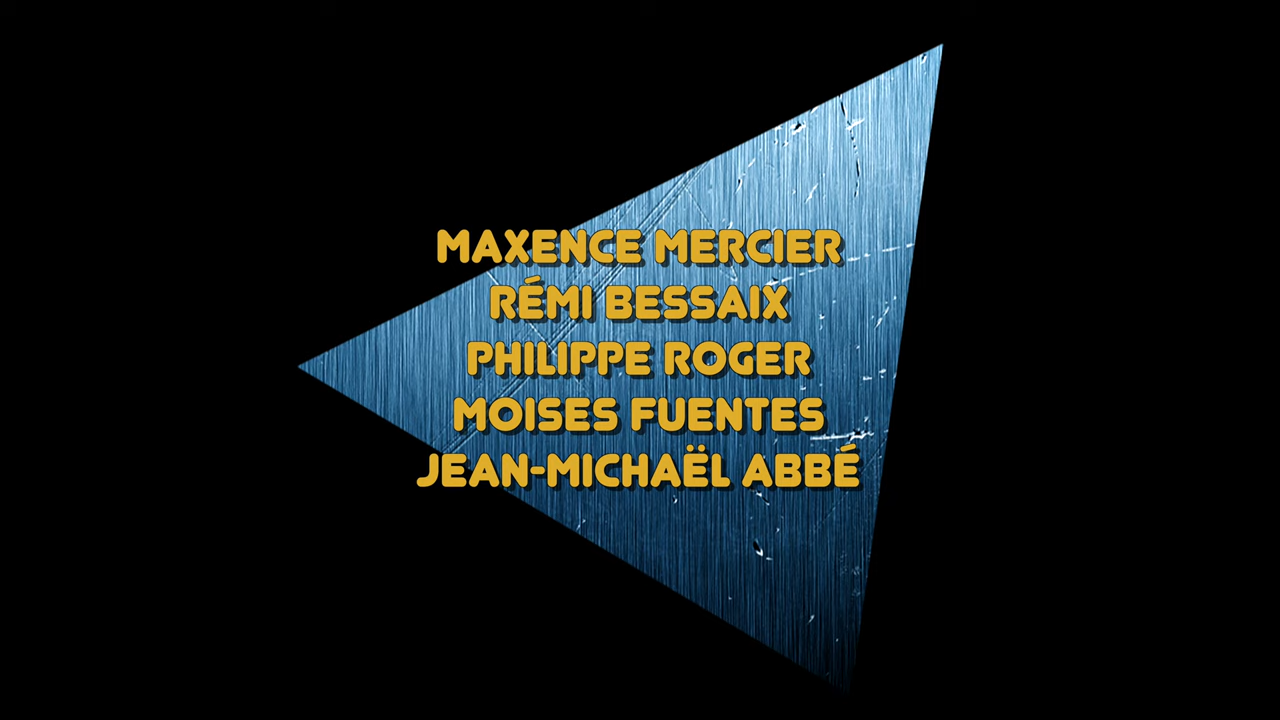 MAXENCE MERCIER
RÉMI BESSAIX
PHILIPPE ROGER
MOISES FUENTES
JEAN-MICHAËL ABBÉ